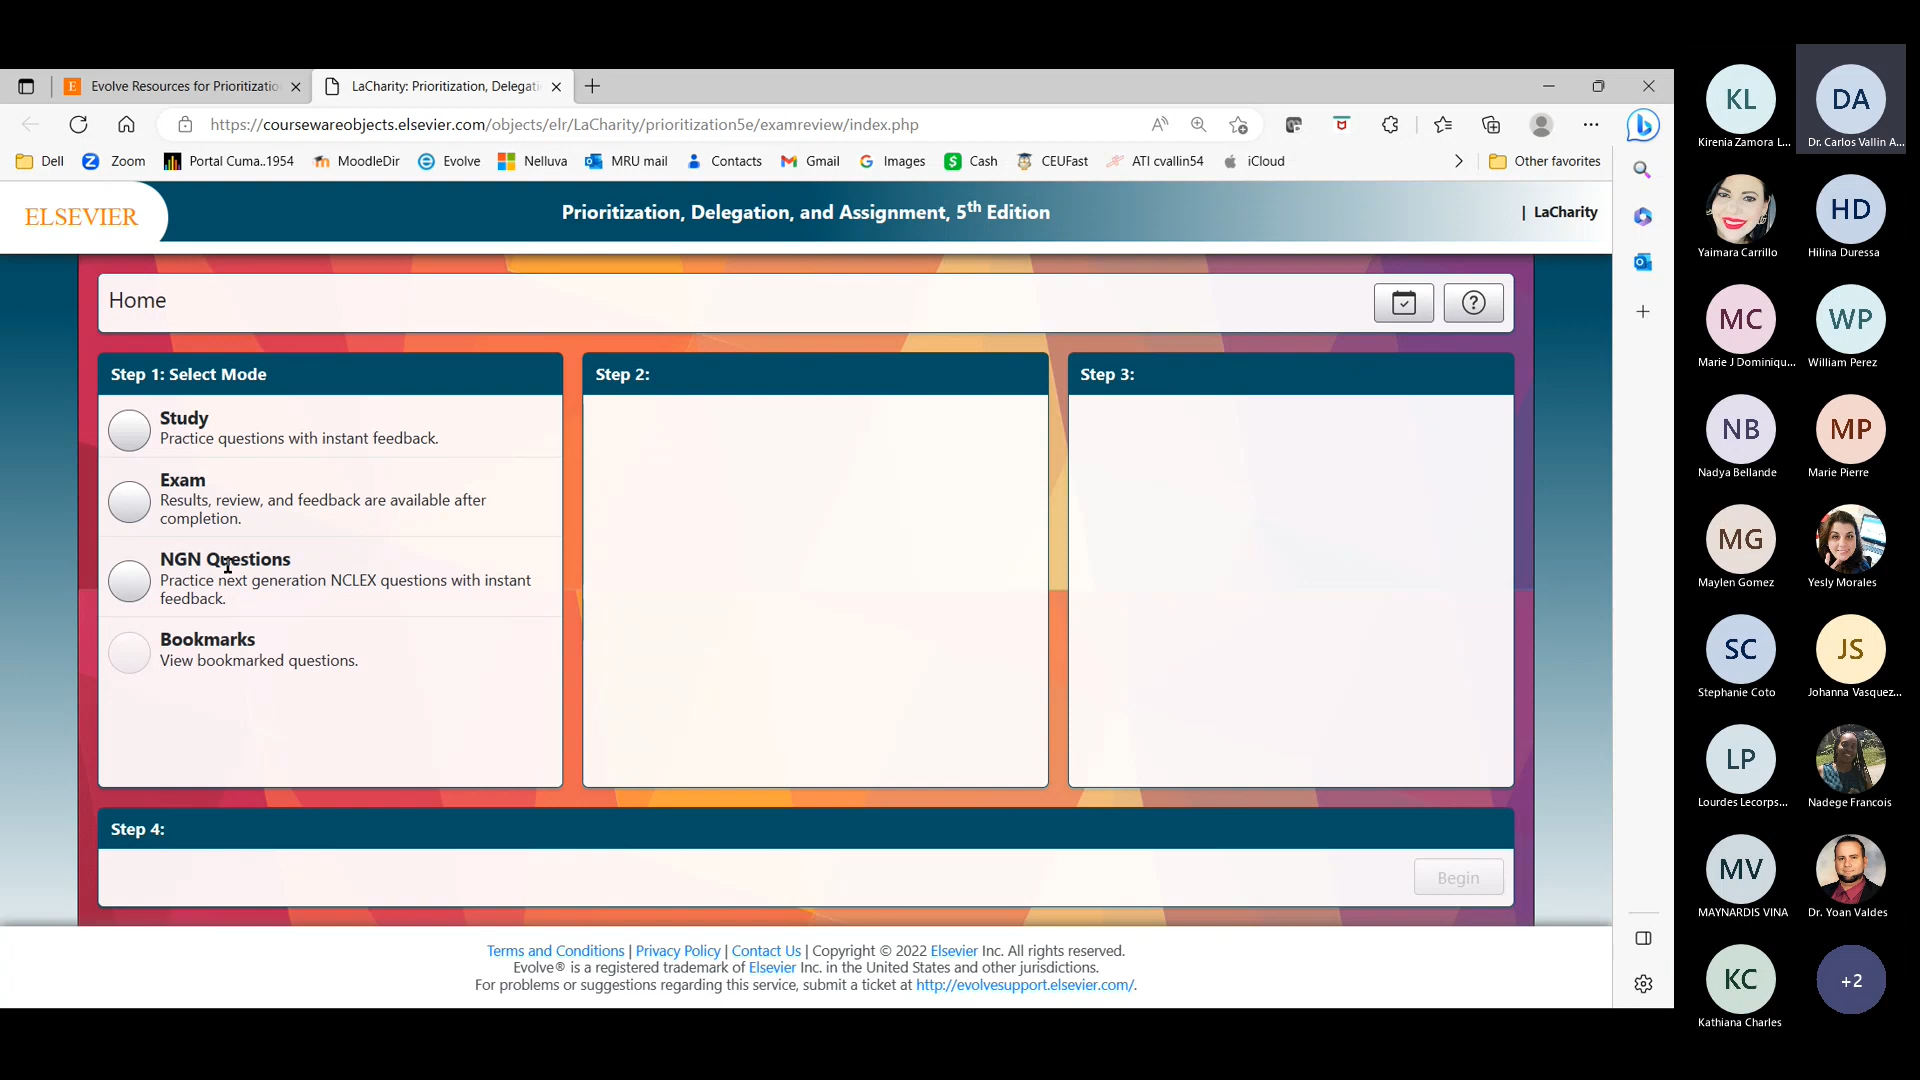 Evolve Resources for Prioritizatio
LaCharity: Prioritization, Delegati
https://coursewareobjects.elsevier.com/objects/elr/LaCharity/prioritization5e/examreview/index.php
Dell
Zoom
Portal Cuma..1954
MoodleDir
Evolve
Nelluva
MRU mail
Contacts
Gmail
Images
Cash
CEUFast
ATI cvallin54
iCloud
Other favorites
ELSEVIER
Prioritization, Delegation, and Assignment, 5th Edition
| LaCharity
Home
Step 1: Select Mode
Study
Practice questions with instant feedback.
Exam
Results, review, and feedback are available after
completion.
NGN Questions
Practice next generation NCLEX questions with instant
feedback.
Bookmarks
View bookmarked questions.
Step 2:
Step 3:
Step 4:
Begin
Terms and Conditions | Privacy Policy | Contact Us | Copyright © 2022 Elsevier Inc. All rights reserved.
Evolve® is a registered trademark of Elsevier Inc. in the United States and other jurisdictions.
For problems or suggestions regarding this service, submit a ticket at http://evolvesupport.elsevier.com/.
KL
Kirenia Zamora L...
DA
Dr. Carlos Vallin A...
Yaimara Carrillo
HD
Hilina Duressa
MC
Marie J Dominiqu...
WP
William Perez
NB
Nadya Bellande
MP
Marie Pierre
MG
Maylen Gomez
Yesly Morales
SC
Stephanie Coto
JS
Johanna Vasquez...
LP
Lourdes Lecorps...
Nadege Francois
MV
MAYNARDIS VINA
Dr. Yoan Valdes
KC
Kathiana Charles
+2